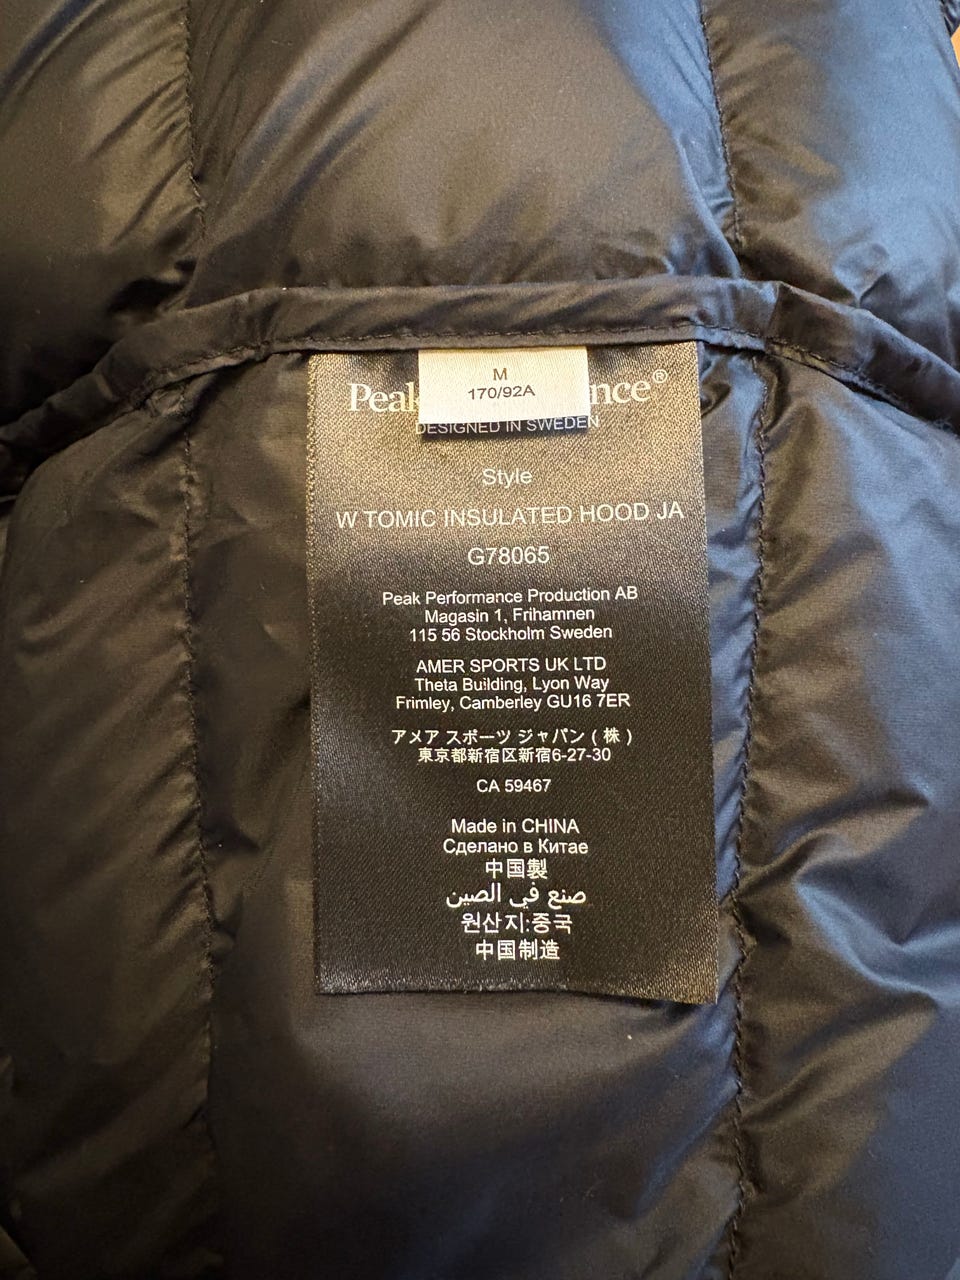 M
170/92A
Peak nce®
DESIGNED IN SWEDEN
Style
W TOMIC INSULATED HOOD JA
G78065
Peak Performance Production AB
Magasin 1, Frihamnen
115 56 Stockholm Sweden
AMER SPORTS UK LTD
Theta Building, Lyon Way
Frimley, Camberley GU16 7ER
アメア スポーツ ジャパン ( 株 )
東京都新宿区新宿6-27-30
CA 59467
Made in CHINA
Сделано в Китае
中国製
صنع في الصين
원산지:중국
中国制造